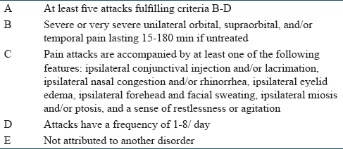 A At least five attacks fulfilling criteria B-D
B Severe or very severe unilateral orbital, supraorbital, and/or
temporal pain lasting 15-180 min if untreated
C Pain attacks are accompanied by at least one of the following
features: ipsilateral conjunctival injection and/or lacrimation,
ipsilateral nasal congestion and/or rhinorrhea, ipsilateral eyelid
edema, ipsilateral forehead and facial sweating, ipsilateral miosis
and/or ptosis, and a sense of restlessness or agitation
D Attacks have a frequency of 1-8/ day
E Not attributed to another disorder